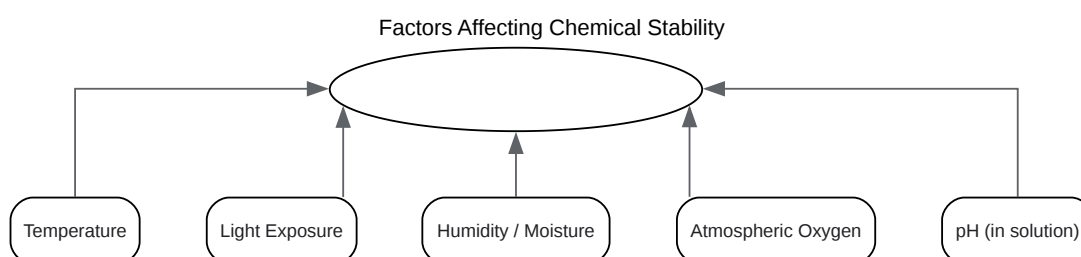 Factors Affecting Chemical Stability
Temperature
Light Exposure
Humidity / Moisture
Atmospheric Oxygen
pH (in solution)